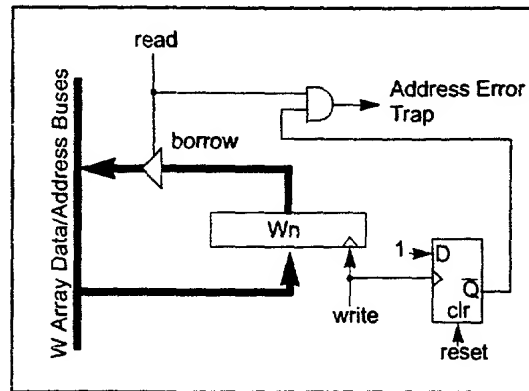 read
Address Error
Trap
borrow
W Array Data/Address Buses
Wn
1
D
Q̅
clr
write
reset